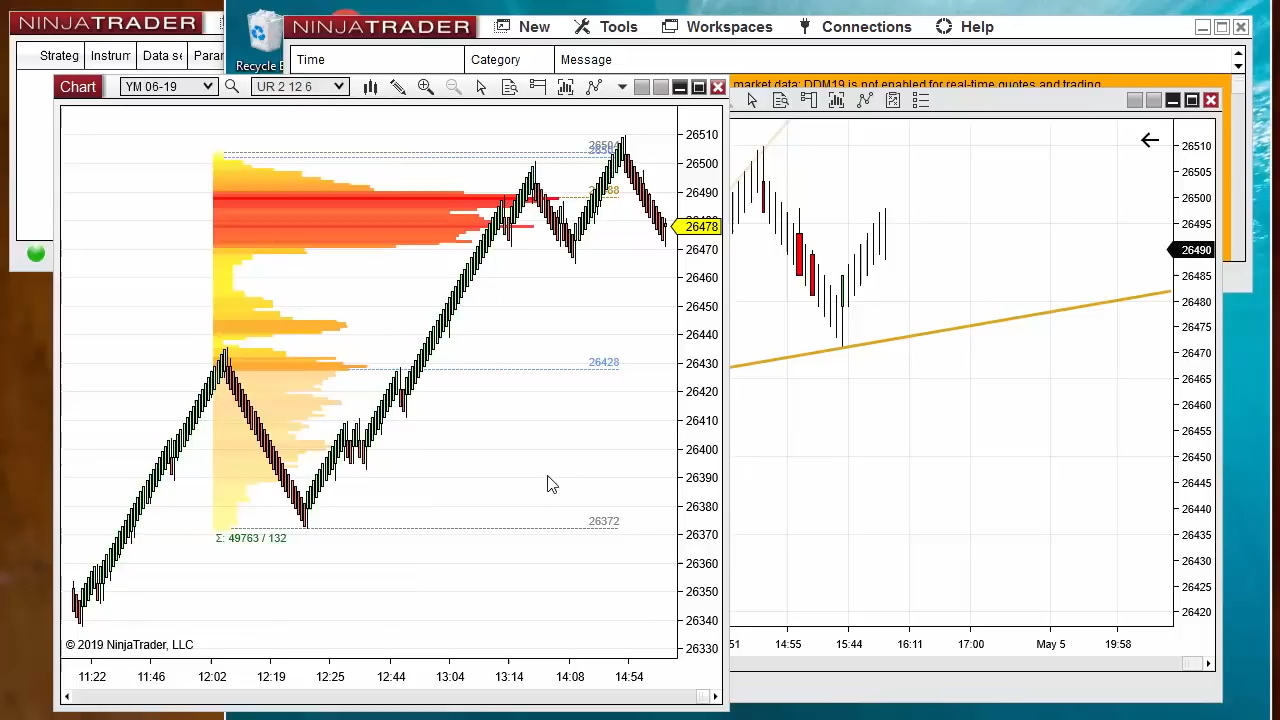 NINJATRADER
NINJATRADER
New
Tools
Workspaces
Connections
Help
Strateg
Instrum
Data se
Para
Recycle
Time
Category
Message
Chart
YM 06-19
UR 2 12 6
market data: DDM19 is not enabled for real-time quotes and trading
26510
26500
26490
26478
26470
26460
26450
26440
26430
26420
26410
26400
26390
26380
26370
26360
26350
26340
26330
26428
26372
Σ: 49763 / 132
© 2019 NinjaTrader, LLC
11:22
11:46
12:02
12:19
12:25
12:44
13:04
13:14
14:08
14:54
26510
26505
26500
26495
26490
26485
26480
26475
26470
26465
26460
26455
26450
26445
26440
26435
26430
26425
26420
51
14:55
15:44
16:11
17:00
May 5
19:58